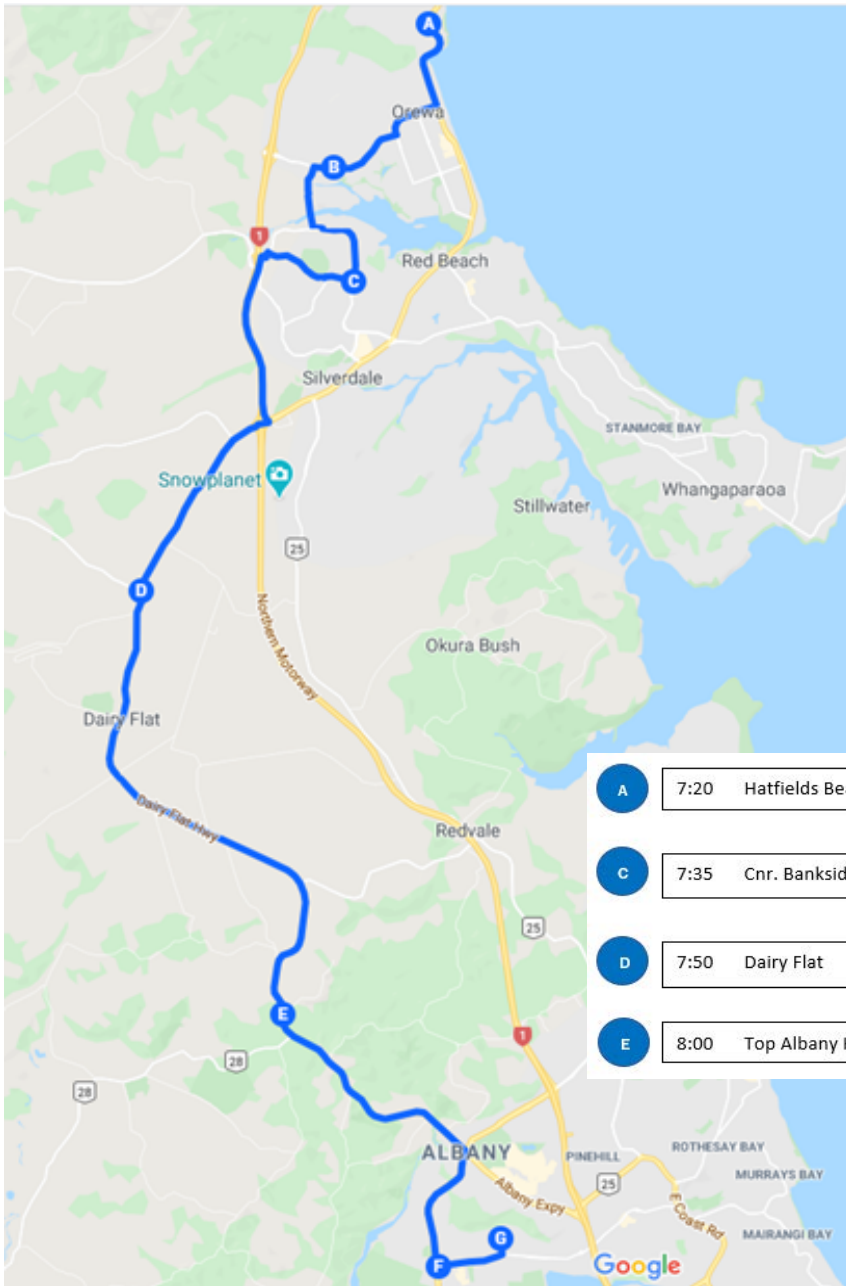 A
Orewa
B
1
Red Beach
C
Silverdale
STANMORE BAY
Snowplanet
Whangaparaoa
Stillwater
25
D
Northern Motorway
Okura Bush
Dairy Flat
A 7:20 Hatfields Be
Dairy Flat Hwy
Redvale
C 7:35 Cnr. Banksid
25
D 7:50 Dairy Flat
E
1
E 8:00 Top Albany
28
28
ALBANY
PINEHILL
ROTHESAY BAY
25
MURRAYS BAY
Albany Expy
E Coast Rd
MAIRANGI BAY
G
F
Google